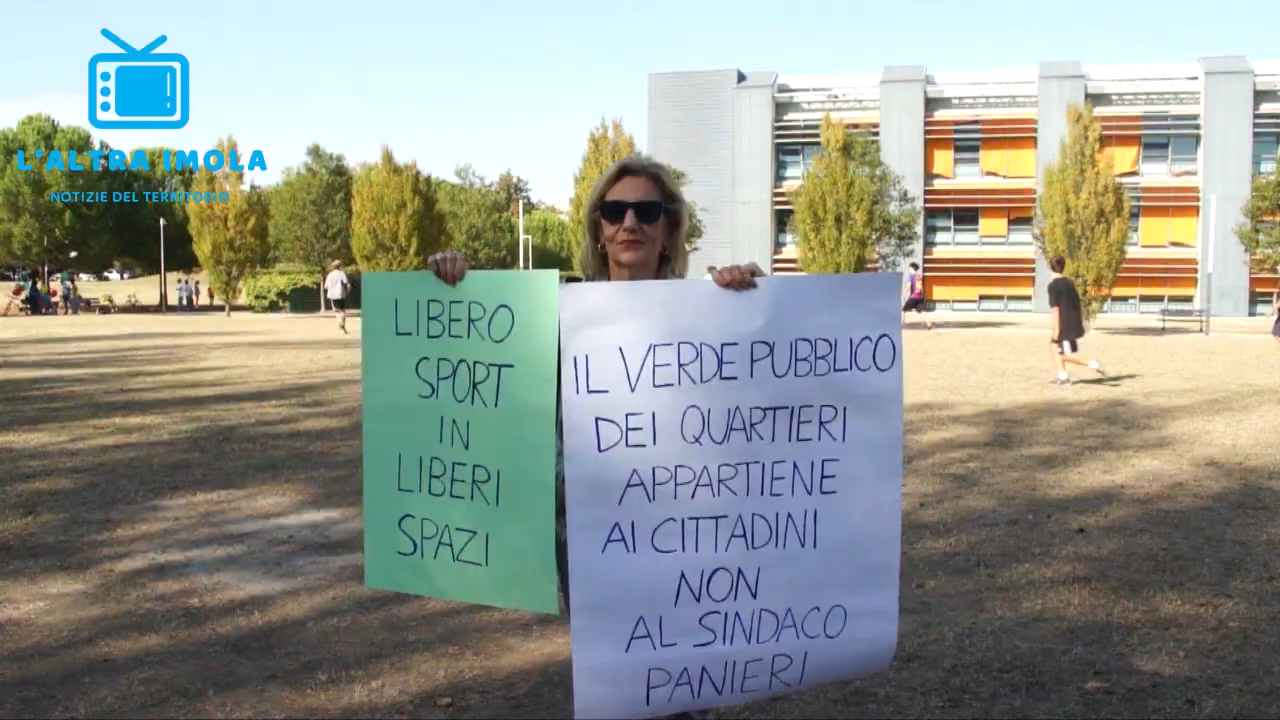 L'ALTRA IMOLA
NOTIZIE DEL TERRITORIO
LIBERO
SPORT
IN
LIBERI
SPAZI
IL VERDE PUBBLICO
DEI QUARTIERI
APPARTIENE
AI CITTADINI
NON
AL SINDACO
PANIERI